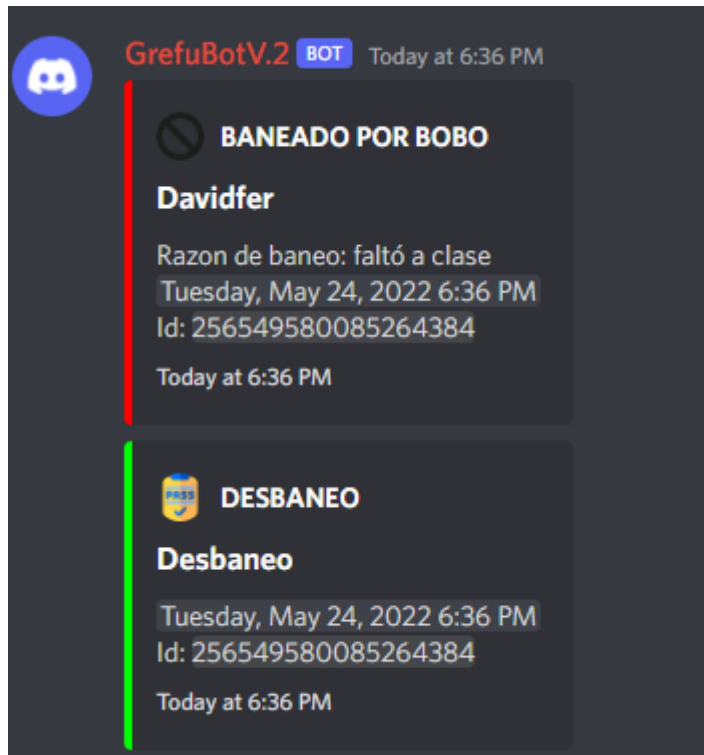 GrefuBotV.2 BOT Today at 6:36 PM
BANEADO POR BOBO
Davidfer
Razon de baneo: faltó a clase
Tuesday, May 24, 2022 6:36 PM
Id: 256549580085264384
Today at 6:36 PM
PASS DESBANEO
Desbaneo
Tuesday, May 24, 2022 6:36 PM
Id: 256549580085264384
Today at 6:36 PM